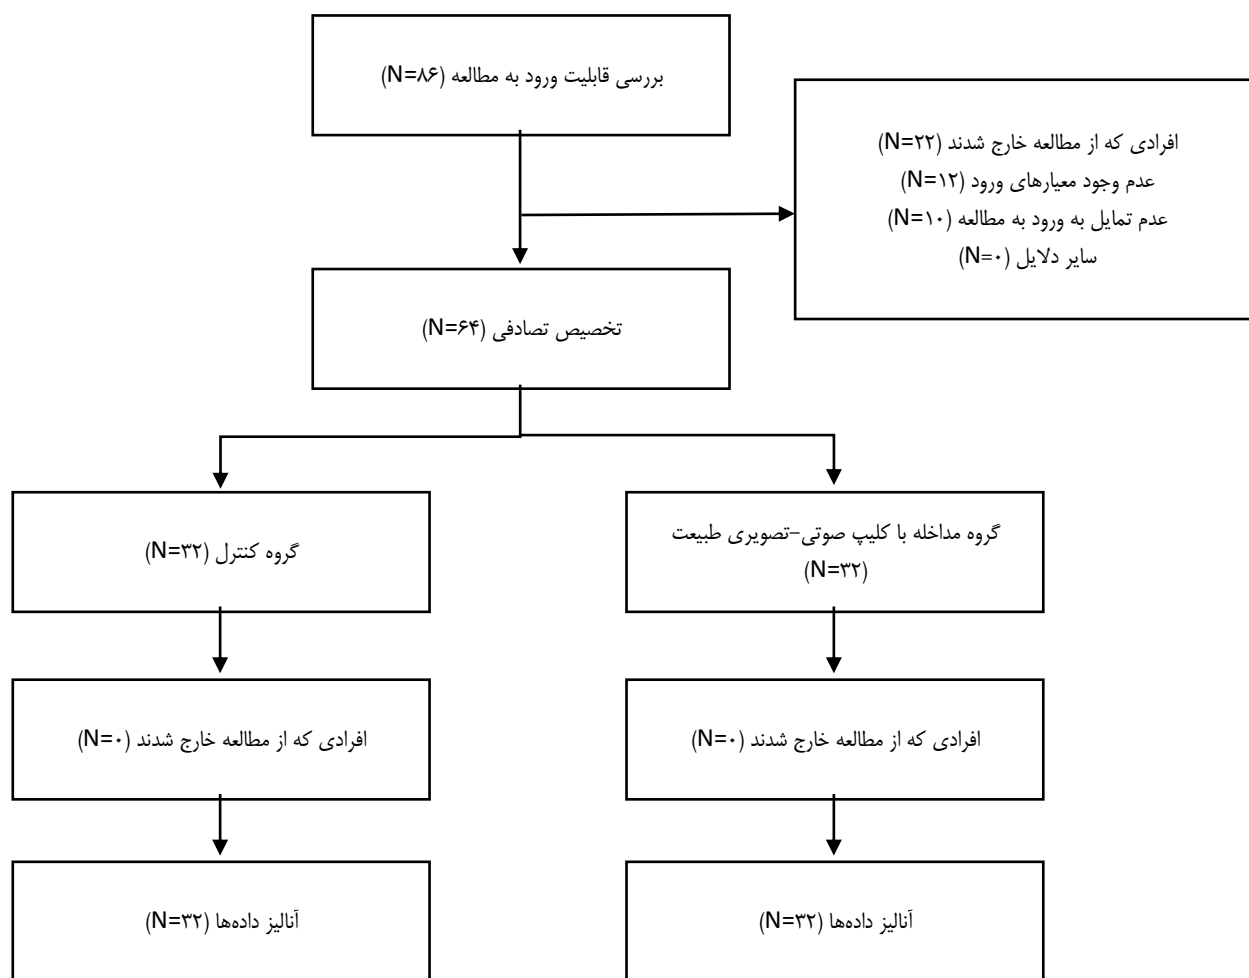 بررسی قابلیت ورود به مطالعه (N=۸۶)
افرادی که از مطالعه خارج شدند (N=۲۲)
عدم وجود معیارهای ورود (N=۱۲)
عدم تمایل به ورود به مطالعه (N=۱۰)
سایر دلایل (N=۰)
تخصیص تصادفی (N=۶۴)
گروه مداخله با کلیپ صوتی-تصویری طبیعت
(N=۳۲)
گروه کنترل (N=۳۲)
افرادی که از مطالعه خارج شدند (N=۰)
افرادی که از مطالعه خارج شدند (N=۰)
آنالیز داده‌ها (N=۳۲)
آنالیز داده‌ها (N=۳۲)